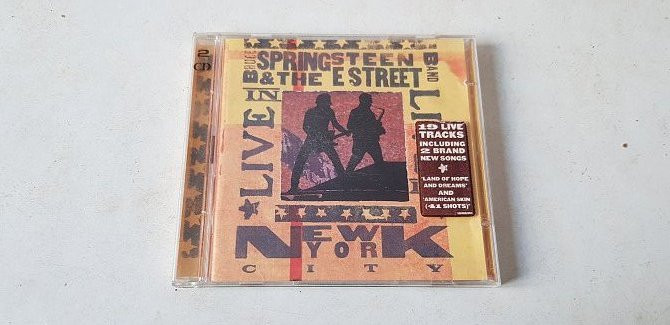 2
CD
BRUCE
SPRINGSTEEN
& THE E STREET
BAND
LIVE IN
LI
NEW
YORK
CITY
19 LIVE
TRACKS
INCLUDING
2 BRAND
NEW SONGS
'LAND OF HOPE
AND DREAMS'
AND
'AMERICAN SKIN
(41 SHOTS)'